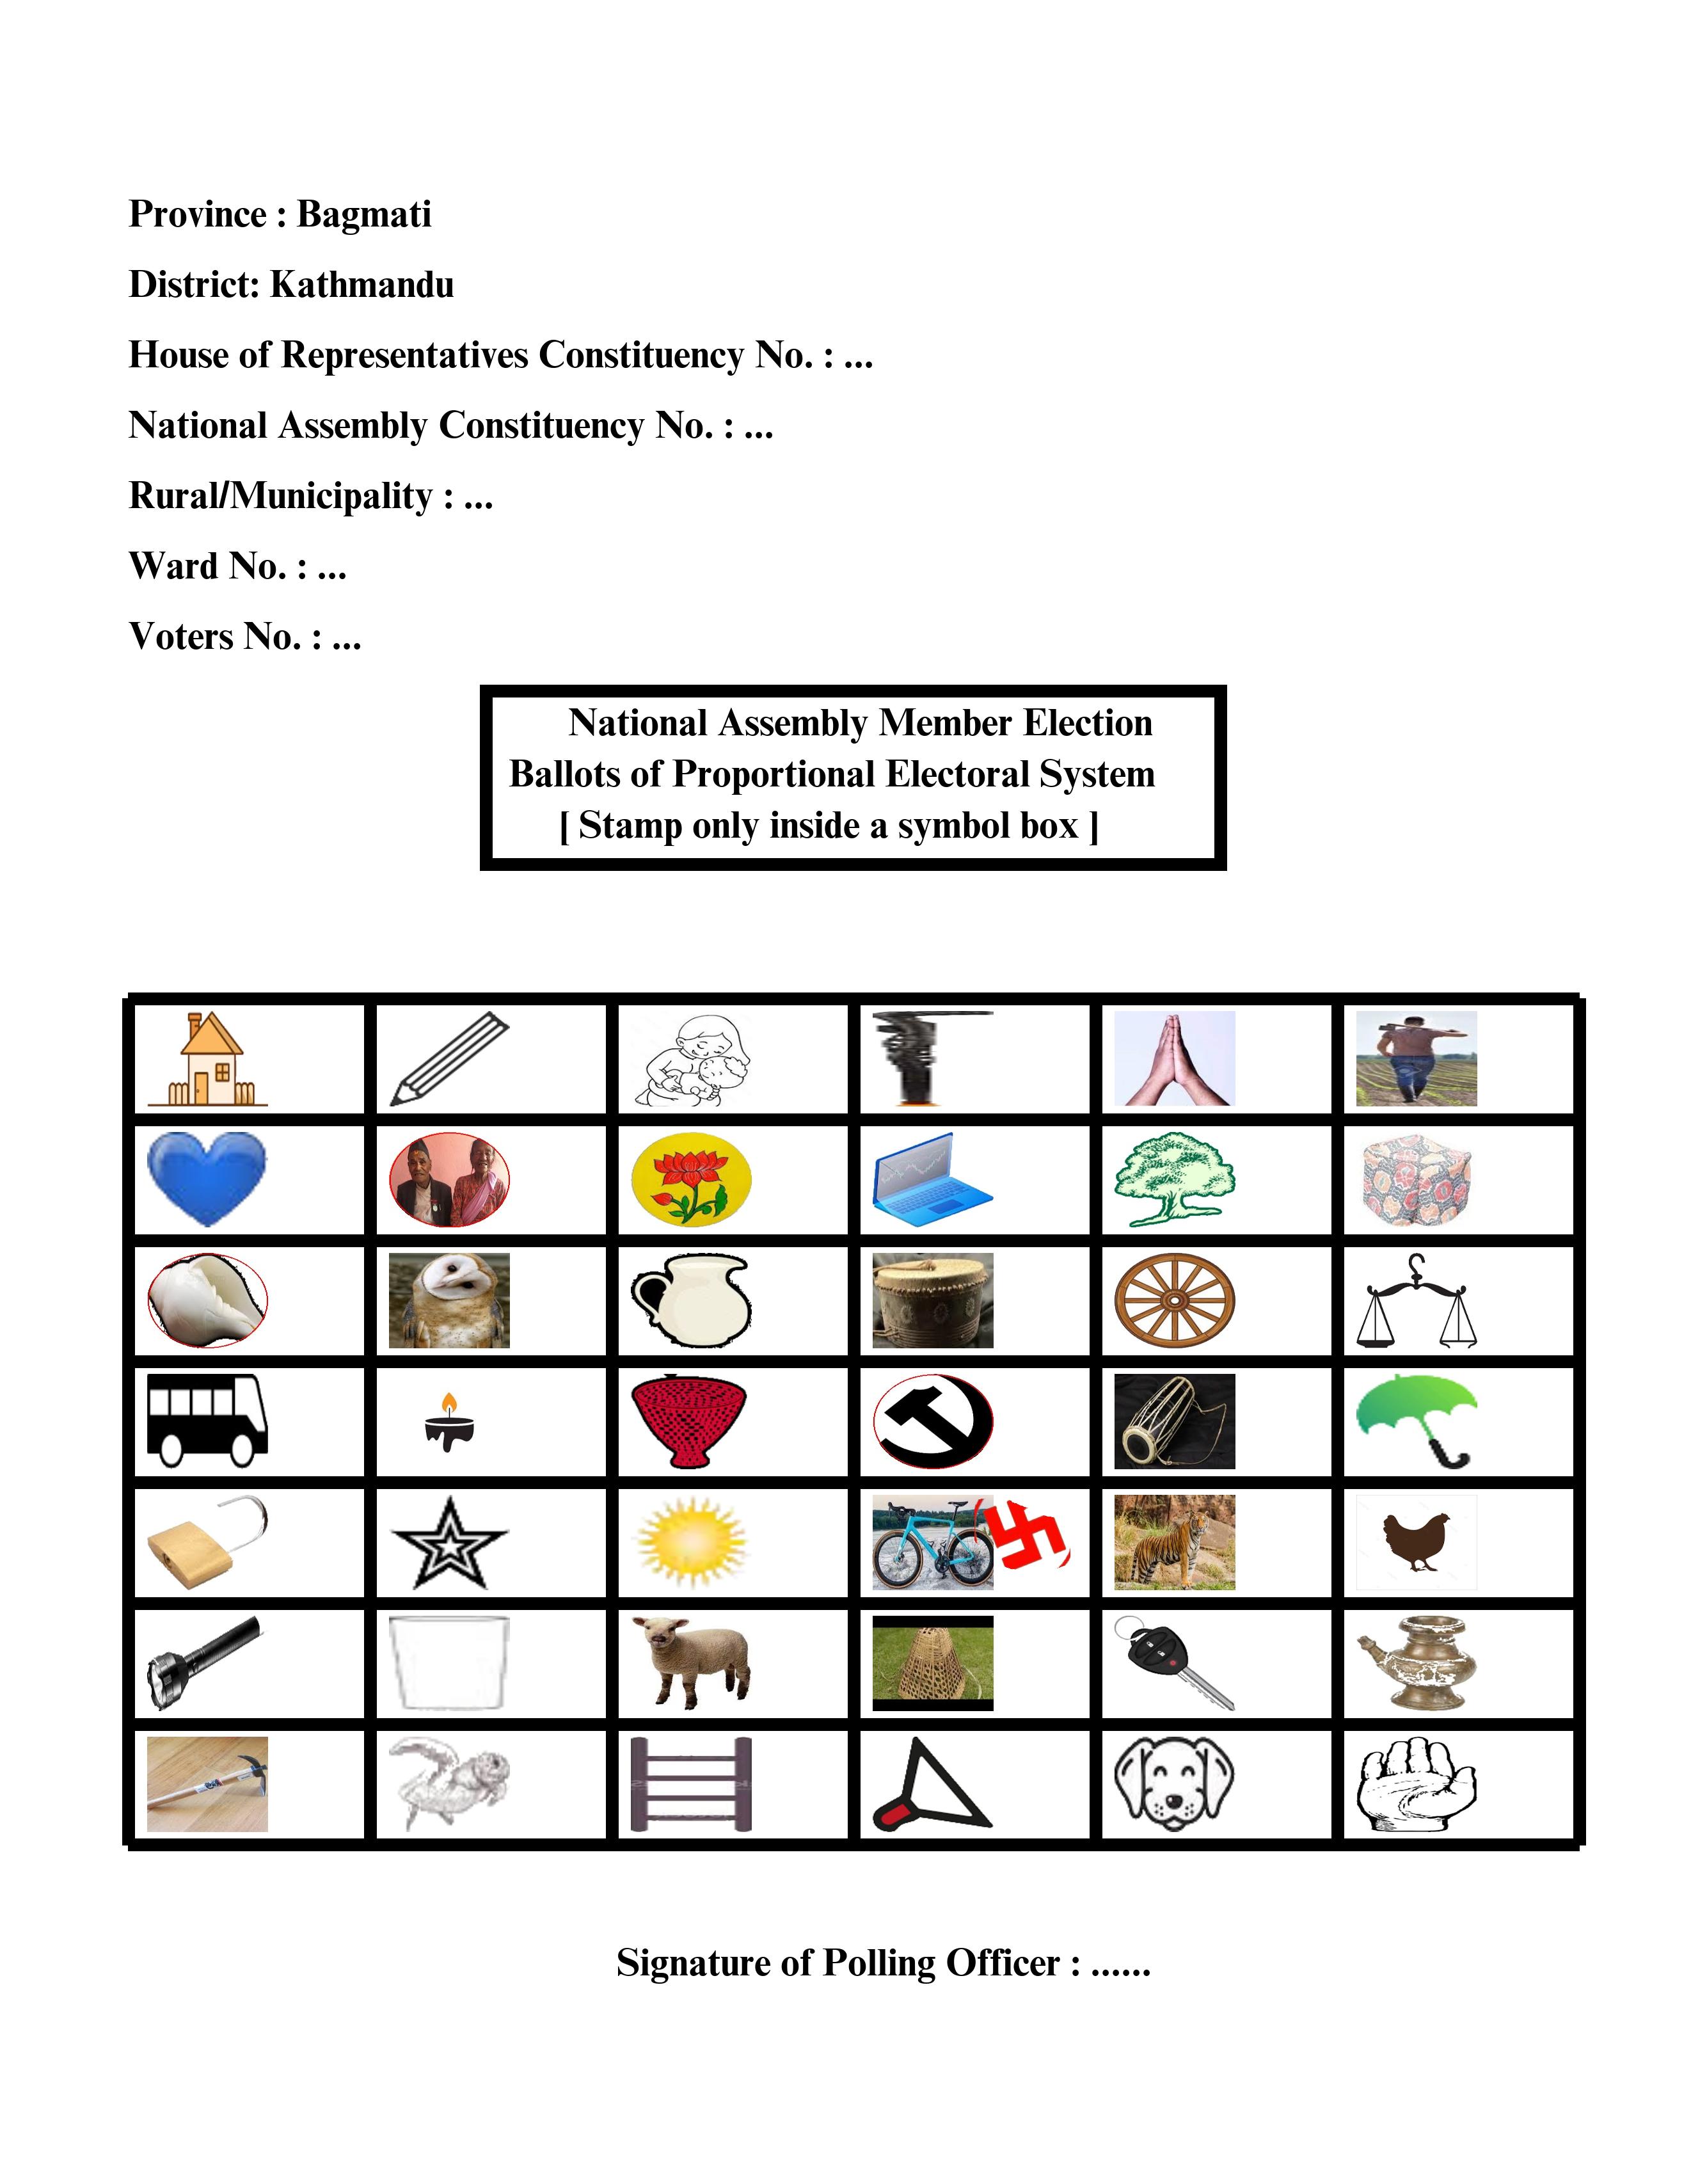 Province : Bagmati
District: Kathmandu
House of Representatives Constituency No. : ...
National Assembly Constituency No. : ...
Rural/Municipality : ...
Ward No. : ...
Voters No. : ...
National Assembly Member Election
Ballots of Proportional Electoral System
[ Stamp only inside a symbol box ]
Signature of Polling Officer : ......